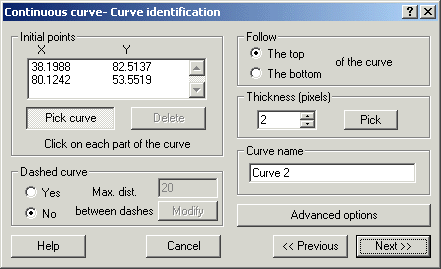 Continuous curve- Curve identification
Initial points
X Y
38.1988 82.5137
80.1242 53.5519
Pick curve Delete
Click on each part of the curve
Dashed curve
Yes
No
Max. dist. 20
between dashes Modify
Follow
The top
The bottom
of the curve
Thickness (pixels)
2 Pick
Curve name
Curve 2
Advanced options
Help Cancel << Previous Next >>